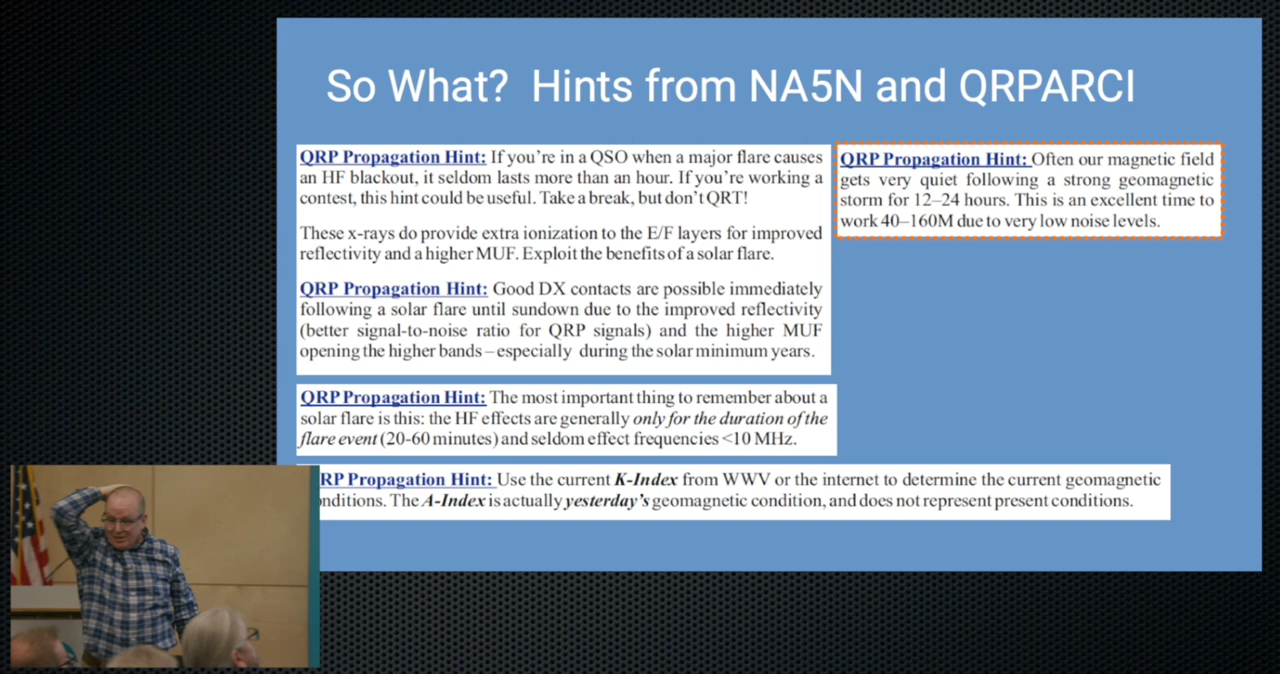 So What? Hints from NA5N and QRPARCI
QRP Propagation Hint: If you're in a QSO when a major flare causes
an HF blackout, it seldom lasts more than an hour. If you're working a
contest, this hint could be useful. Take a break, but don't QRT!
These x-rays do provide extra ionization to the E/F layers for improved
reflectivity and a higher MUF. Exploit the benefits of a solar flare.
QRP Propagation Hint: Good DX contacts are possible immediately
following a solar flare until sundown due to the improved reflectivity
(better signal-to-noise ratio for QRP signals) and the higher MUF
opening the higher bands – especially during the solar minimum years.
QRP Propagation Hint: Often our magnetic field
gets very quiet following a strong geomagnetic
storm for 12–24 hours. This is an excellent time to
work 40–160M due to very low noise levels.
QRP Propagation Hint: The most important thing to remember about a
solar flare is this: the HF effects are generally only for the duration of the
flare event (20-60 minutes) and seldom effect frequencies <10 MHz.
RP Propagation Hint: Use the current K-Index from WWV or the internet to determine the current geomagnetic
onditions. The A-Index is actually yesterday's geomagnetic condition, and does not represent present conditions.